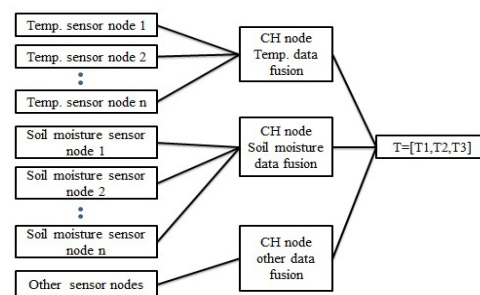 Temp. sensor node 1
Temp. sensor node 2
Temp. sensor node n
Soil moisture sensor
node 1
Soil moisture sensor
node 2
Soil moisture sensor
node n
Other sensor nodes
CH node
Temp. data
fusion
CH node
Soil moisture
data fusion
CH node
other data
fusion
T=[T1,T2,T3]